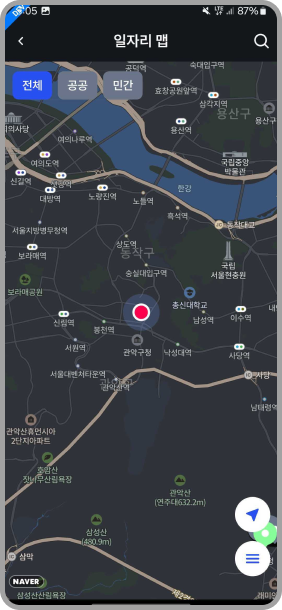 05
LTE
87%
일자리 맵
전체
공공
민간
공덕역
숙대입구역
효창공원앞역
삼각지역
용산구
용산역
여의나루역
국립중앙
박물관
여의도역
신길역
대방역
노량진역
한강
노들역
흑석역
서울지방병무청역
동작대교
상도역
동작구
보라매역
국립
서울현충원
숭실대입구역
보라매공원
총신대학교
신림역
남성역
이수역
봉천역
관악구청
서원역
낙성대역
사당역
서울대벤처타운역
관악산역
사당
남태령역
관악산휴먼시아
2단지아파트
호암산
잣나무산림욕장
관악산
(연주대632.2m)
삼성산
(480.9m)
삼막
NAVER
삼성산산림욕장